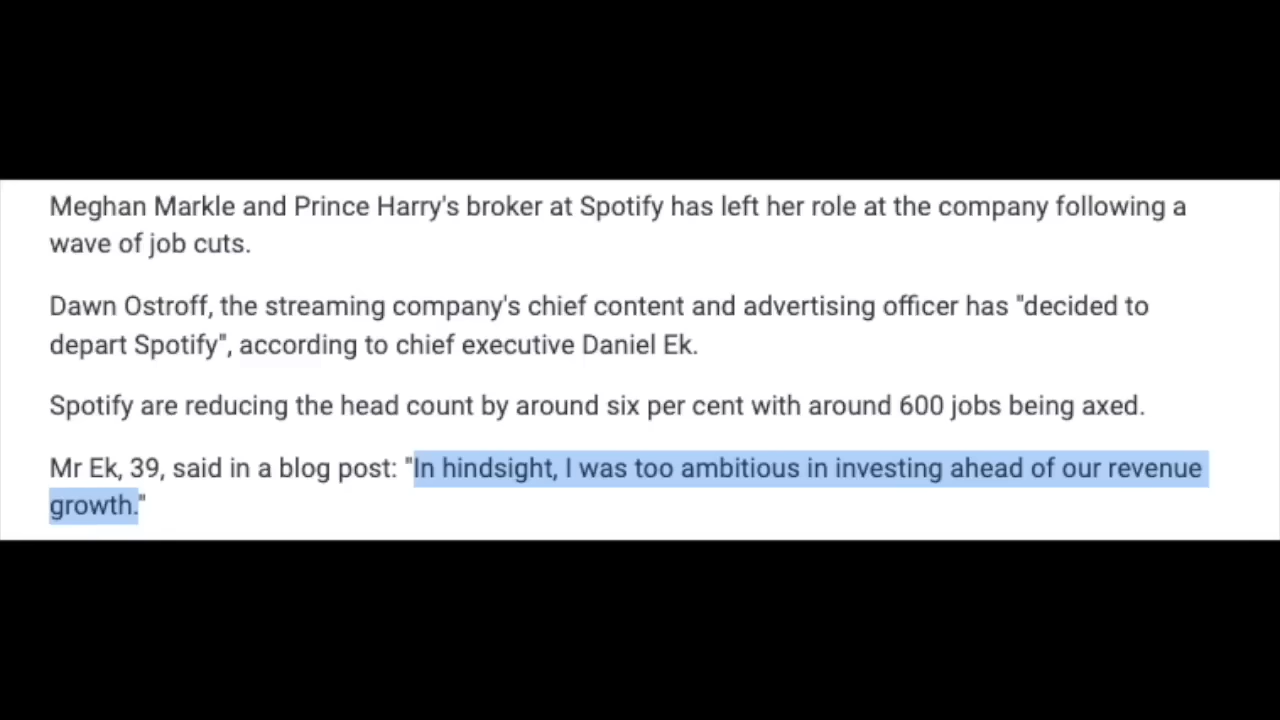 Meghan Markle and Prince Harry's broker at Spotify has left her role at the company following a
wave of job cuts.
Dawn Ostroff, the streaming company's chief content and advertising officer has "decided to
depart Spotify", according to chief executive Daniel Ek.
Spotify are reducing the head count by around six per cent with around 600 jobs being axed.
Mr Ek, 39, said in a blog post: "In hindsight, I was too ambitious in investing ahead of our revenue
growth."